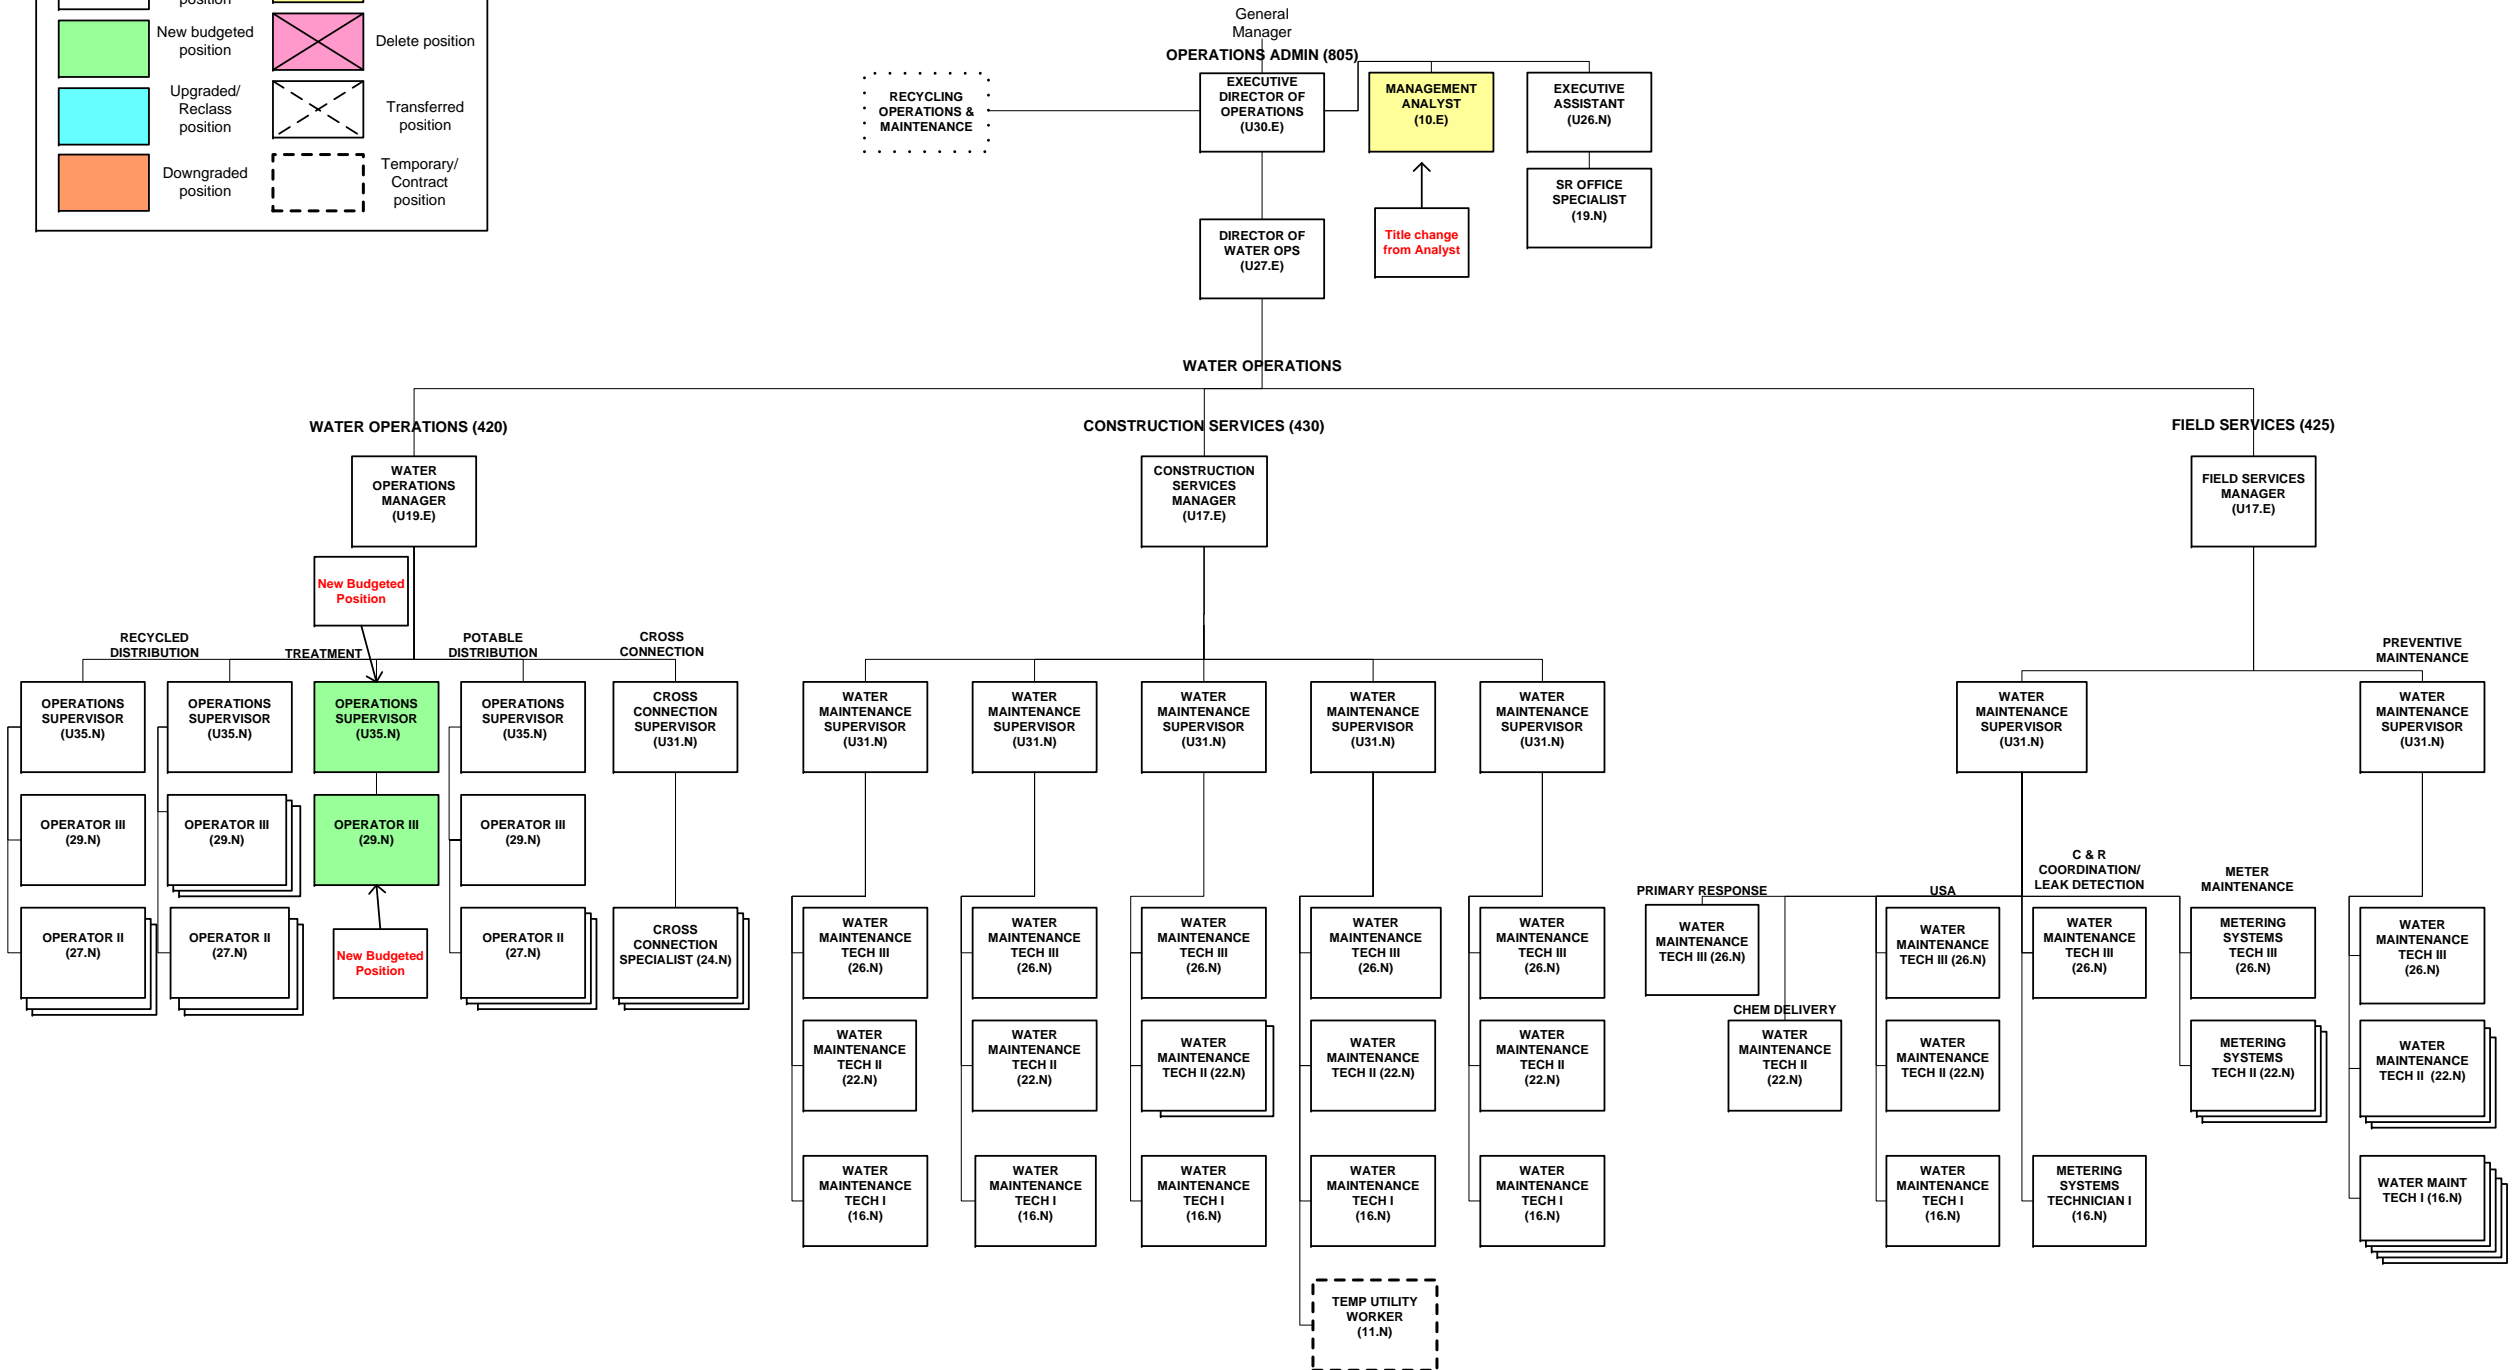 position
New budgeted
position
Delete position
Upgraded/
Reclass
position
Transferred
position
Downgraded
position
Temporary/
Contract
position
General
Manager
OPERATIONS ADMIN (805)
RECYCLING
OPERATIONS &
MAINTENANCE
EXECUTIVE
DIRECTOR OF
OPERATIONS
(U30.E)
MANAGEMENT
ANALYST
(10.E)
EXECUTIVE
ASSISTANT
(U26.N)
SR OFFICE
SPECIALIST
(19.N)
Title change
from Analyst
DIRECTOR OF
WATER OPS
(U27.E)
WATER OPERATIONS
WATER OPERATIONS (420)
CONSTRUCTION SERVICES (430)
FIELD SERVICES (425)
WATER
OPERATIONS
MANAGER
(U19.E)
CONSTRUCTION
SERVICES
MANAGER
(U17.E)
FIELD SERVICES
MANAGER
(U17.E)
New Budgeted
Position
RECYCLED
DISTRIBUTION
TREATMENT
POTABLE
DISTRIBUTION
CROSS
CONNECTION
PREVENTIVE
MAINTENANCE
OPERATIONS
SUPERVISOR
(U35.N)
OPERATIONS
SUPERVISOR
(U35.N)
OPERATIONS
SUPERVISOR
(U35.N)
OPERATIONS
SUPERVISOR
(U35.N)
CROSS
CONNECTION
SUPERVISOR
(U31.N)
WATER
MAINTENANCE
SUPERVISOR
(U31.N)
WATER
MAINTENANCE
SUPERVISOR
(U31.N)
WATER
MAINTENANCE
SUPERVISOR
(U31.N)
WATER
MAINTENANCE
SUPERVISOR
(U31.N)
WATER
MAINTENANCE
SUPERVISOR
(U31.N)
WATER
MAINTENANCE
SUPERVISOR
(U31.N)
WATER
MAINTENANCE
SUPERVISOR
(U31.N)
OPERATOR III
(29.N)
OPERATOR III
(29.N)
OPERATOR III
(29.N)
OPERATOR III
(29.N)
PRIMARY RESPONSE
USA
C & R
COORDINATION/
LEAK DETECTION
METER
MAINTENANCE
OPERATOR II
(27.N)
OPERATOR II
(27.N)
New Budgeted
Position
OPERATOR II
(27.N)
CROSS
CONNECTION
SPECIALIST (24.N)
WATER
MAINTENANCE
TECH III
(26.N)
WATER
MAINTENANCE
TECH III
(26.N)
WATER
MAINTENANCE
TECH III
(26.N)
WATER
MAINTENANCE
TECH III
(26.N)
WATER
MAINTENANCE
TECH III
(26.N)
WATER
MAINTENANCE
TECH III (26.N)
WATER
MAINTENANCE
TECH III (26.N)
WATER
MAINTENANCE
TECH III
(26.N)
METERING
SYSTEMS
TECH III
(26.N)
WATER
MAINTENANCE
TECH III
(26.N)
CHEM DELIVERY
WATER
MAINTENANCE
TECH II
(22.N)
WATER
MAINTENANCE
TECH II
(22.N)
WATER
MAINTENANCE
TECH II (22.N)
WATER
MAINTENANCE
TECH II (22.N)
WATER
MAINTENANCE
TECH II
(22.N)
WATER
MAINTENANCE
TECH II
(22.N)
WATER
MAINTENANCE
TECH II (22.N)
METERING
SYSTEMS
TECH II (22.N)
WATER
MAINTENANCE
TECH II (22.N)
WATER
MAINTENANCE
TECH I
(16.N)
WATER
MAINTENANCE
TECH I
(16.N)
WATER
MAINTENANCE
TECH I
(16.N)
WATER
MAINTENANCE
TECH I
(16.N)
WATER
MAINTENANCE
TECH I
(16.N)
WATER
MAINTENANCE
TECH I
(16.N)
METERING
SYSTEMS
TECHNICIAN I
(16.N)
WATER MAINT
TECH I (16.N)
TEMP UTILITY
WORKER
(11.N)